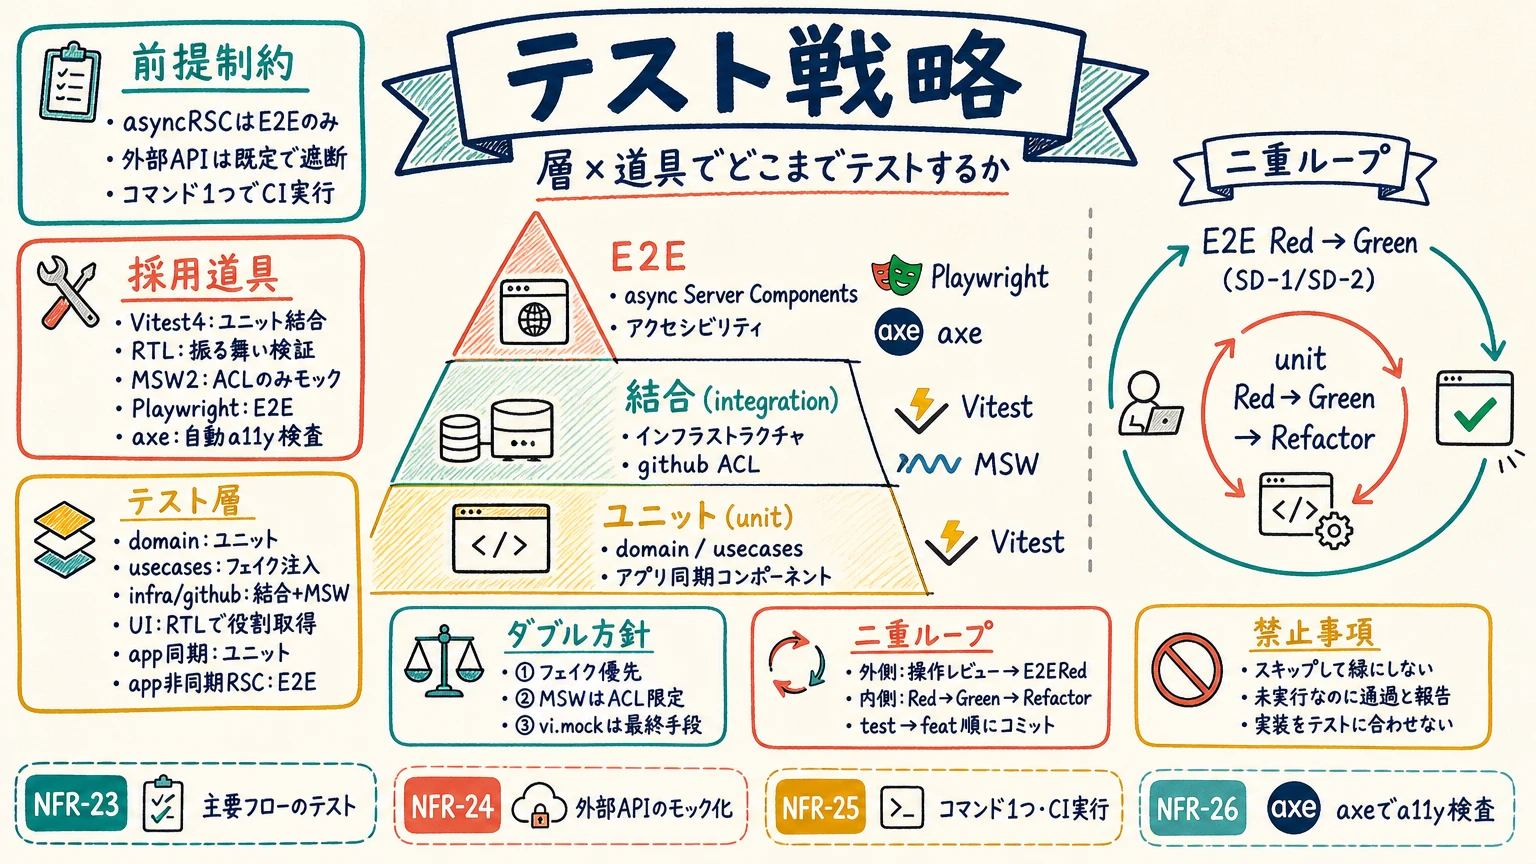 テスト戦略
層×道具でどこまでテストするか
前提制約
・asyncRSCはE2Eのみ
・外部APIは既定で遮断
・コマンド1つでCI実行
採用道具
・Vitest4:ユニット結合
・RTL:振る舞い検証
・MSW2:ACLのみモック
・Playwright:E2E
・axe:自動a11y検査
テスト層
・domain:ユニット
・usecases:フェイク注入
・infra/github:結合+MSW
・UI:RTLで役割取得
・app同期:ユニット
・app非同期RSC:E2E
E2E
・async Server Components
・アクセシビリティ
Playwright
axe axe
結合(integration)
・インフラストラクチャ
・github ACL
Vitest
MSW
</>
ユニット(unit)
・domain / usecases
・アプリ同期コンポーネント
Vitest
二重ループ
E2E Red→Green
(SD-1/SD-2)
unit
Red→Green
→Refactor
</>
ダブル方針
・①フェイク優先
・②MSWはACL限定
・③vi.mockは最終手段
二重ループ
・外側:操作レビュー→E2ERed
・内側:Red→Green→Refactor
・test→feat順にコミット
禁止事項
・スキップして緑にしない
・未実行なのに通過と報告
・実装をテストに合わせない
NFR-23 主要フローのテスト
NFR-24 外部APIのモック化
NFR-25 >_ コマンド1つ・CI実行
NFR-26 axe axeでa11y検査